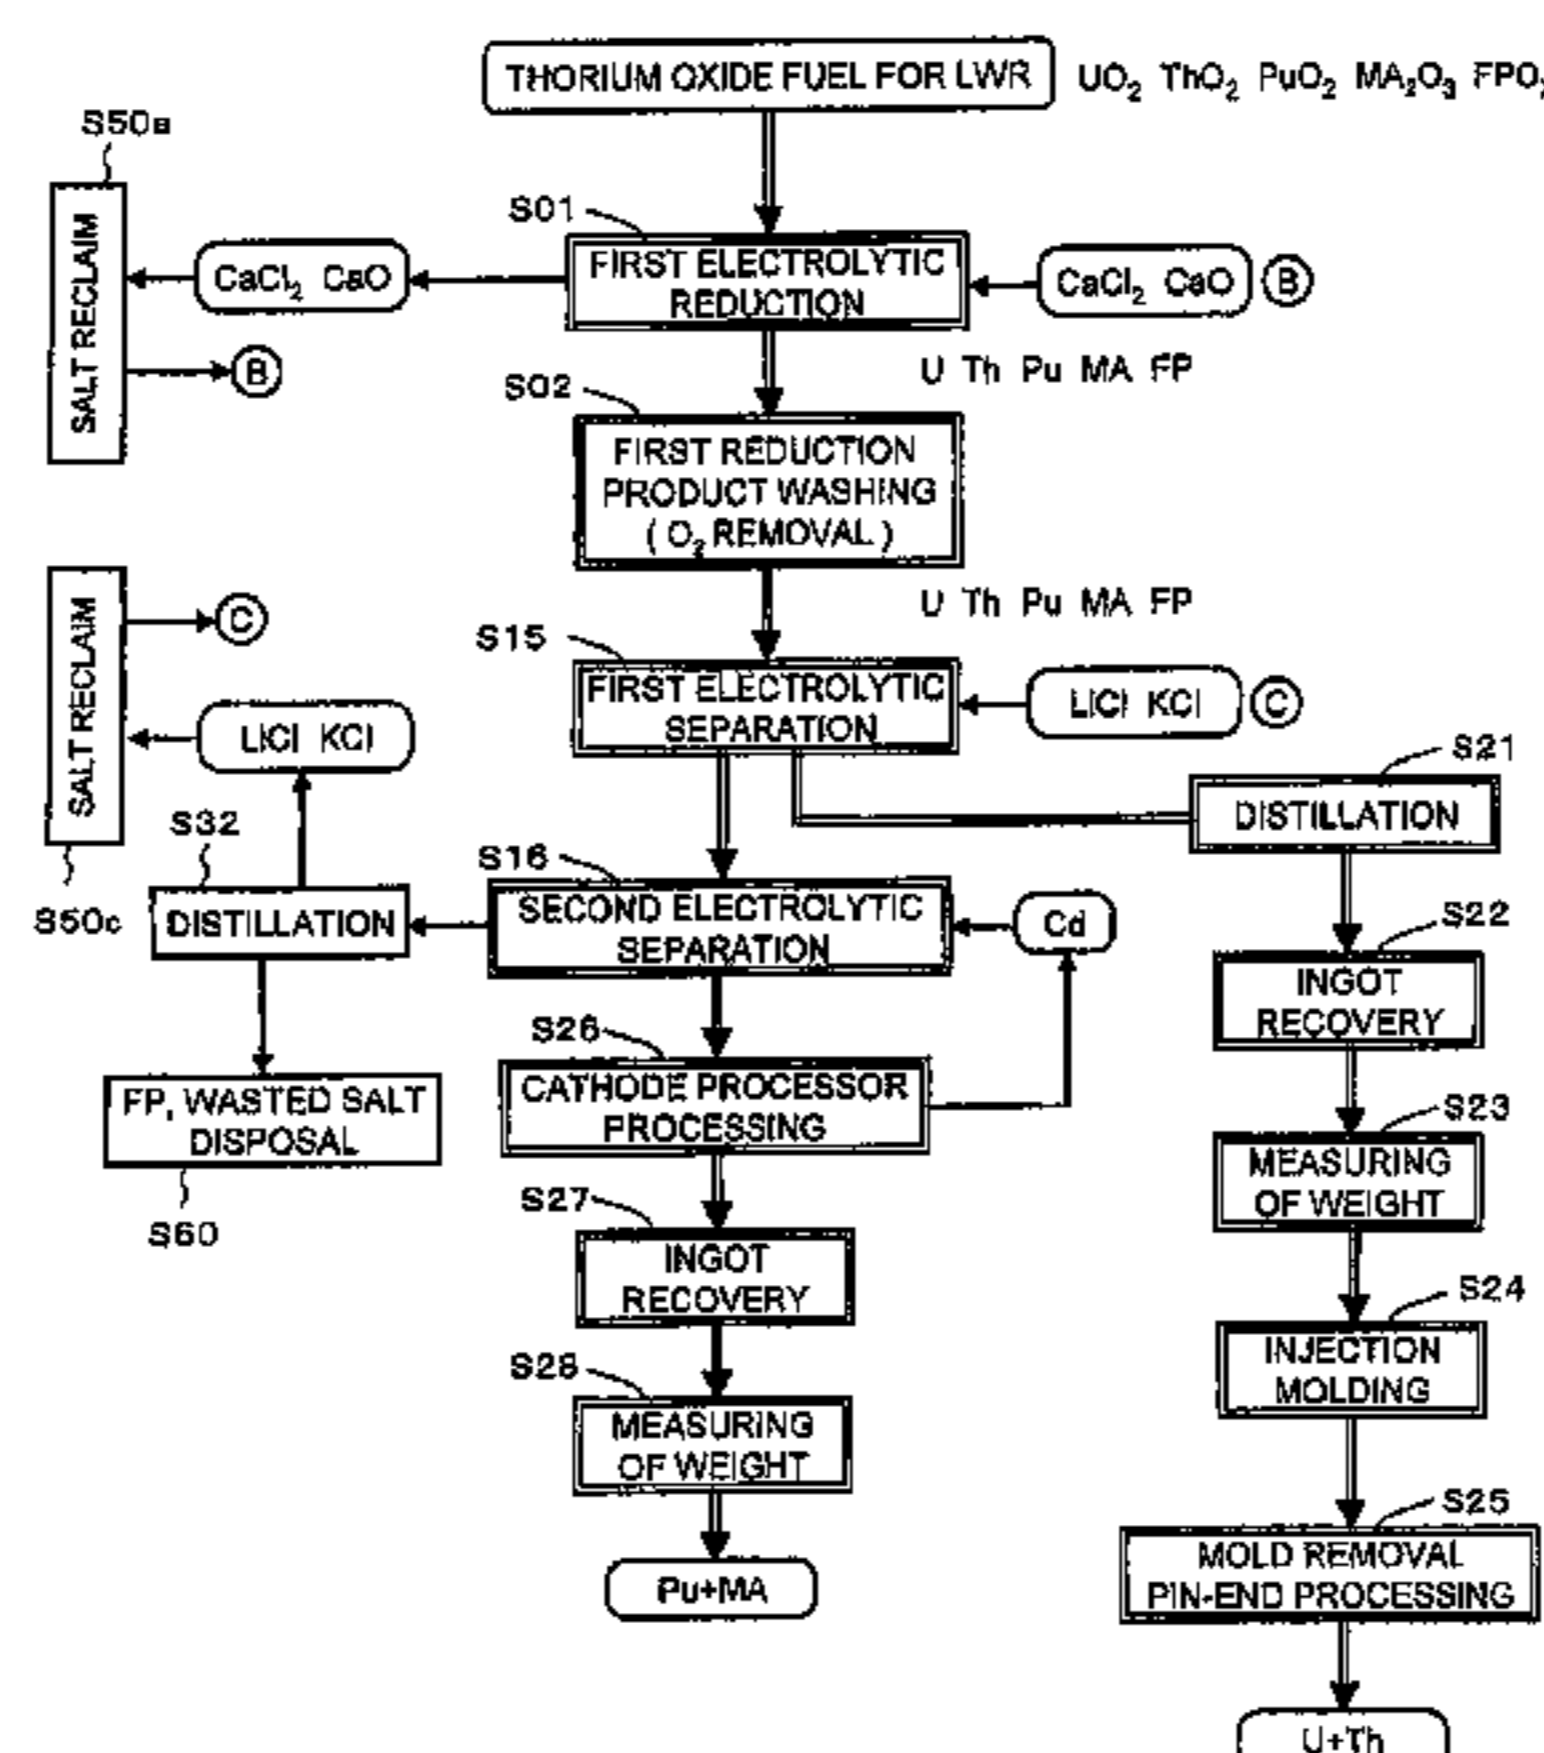 THORIUM OXIDE FUEL FOR LWR
UO₂ ThO₂ PuO₂ MA₂O₃ FPOₓ
S50a
SALT RECLAIM
CaCl₂ CaO
B
S01
FIRST ELECTROLYTIC
REDUCTION
CaCl₂ CaO
B
U Th Pu MA FP
S02
FIRST REDUCTION
PRODUCT WASHING
( O₂ REMOVAL )
U Th Pu MA FP
SALT RECLAIM
S50c
C
LiCl KCl
S15
FIRST ELECTROLYTIC
SEPARATION
LiCl KCl
C
S32
DISTILLATION
S16
SECOND ELECTROLYTIC
SEPARATION
Cd
FP, WASTED SALT
DISPOSAL
S60
S26
CATHODE PROCESSOR
PROCESSING
S27
INGOT
RECOVERY
S28
MEASURING
OF WEIGHT
Pu+MA
S21
DISTILLATION
S22
INGOT
RECOVERY
S23
MEASURING
OF WEIGHT
S24
INJECTION
MOLDING
S25
MOLD REMOVAL
PIN-END PROCESSING
U+Th